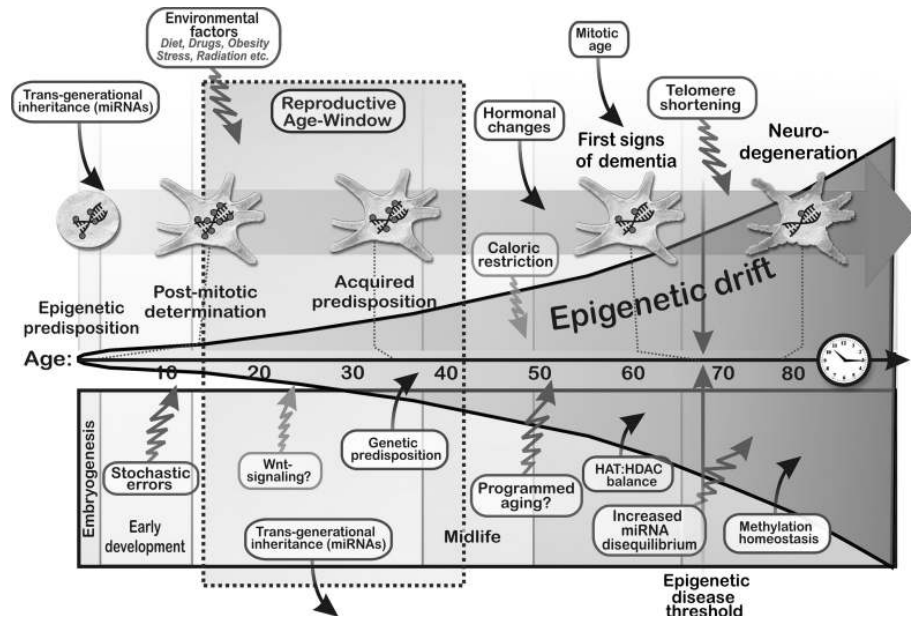 Environmental
factors
Diet, Drugs, Obesity
Stress, Radiation etc.
Mitotic
age
Trans-generational
inheritance (miRNAs)
Reproductive
Age-Window
Hormonal
changes
Telomere
shortening
First signs
of dementia
Neuro-
degeneration
Caloric
restriction
Epigenetic
predisposition
Post-mitotic
determination
Acquired
predisposition
Epigenetic drift
Age:
10
20
30
40
50
60
70
80
Embryogenesis
Stochastic
errors
Wnt-
signaling?
Genetic
predisposition
Programmed
aging?
HAT:HDAC
balance
Increased
miRNA
disequilibrium
Methylation
homeostasis
Early
development
Trans-generational
inheritance (miRNAs)
Midlife
Epigenetic
disease
threshold